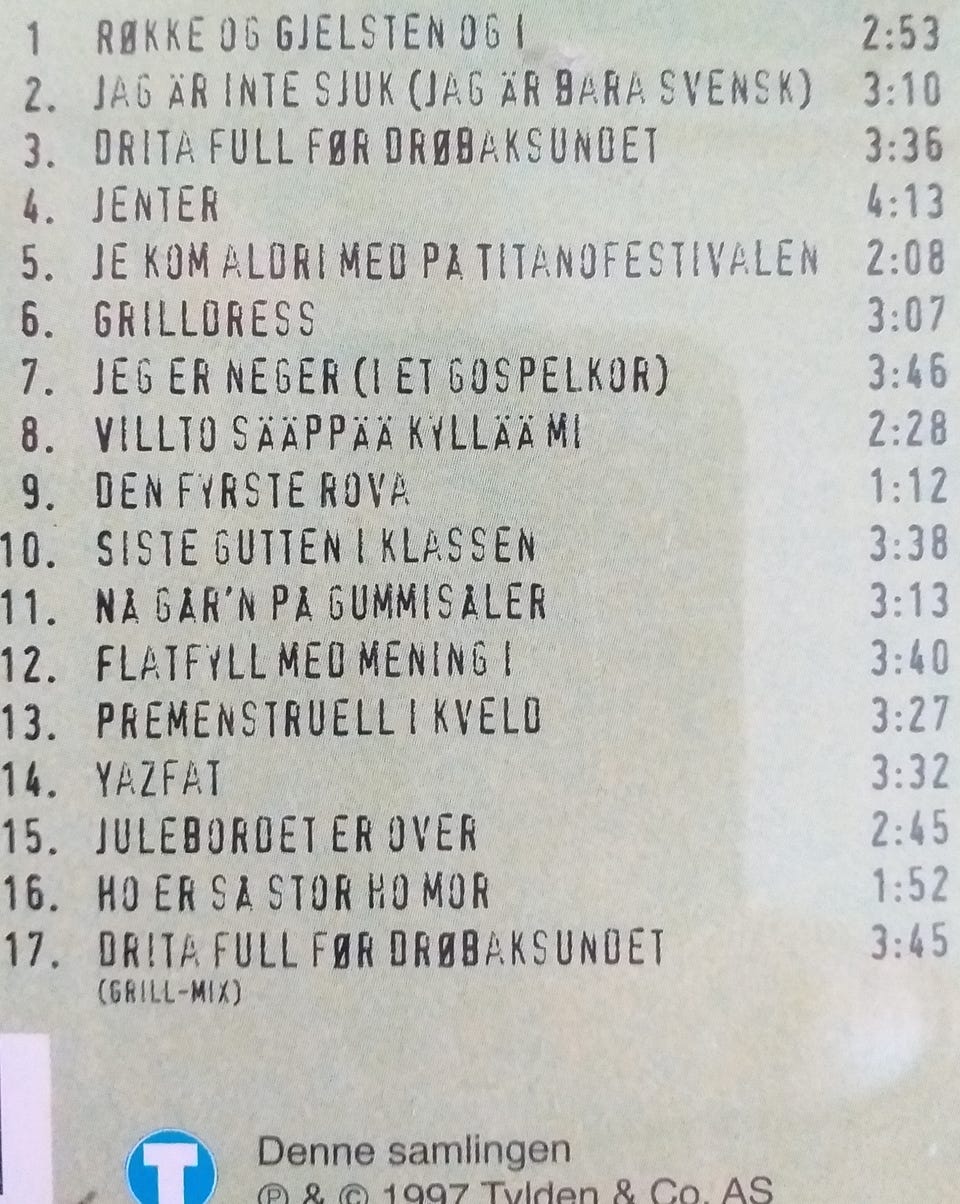 1 RØKKE OG GJELSTEN OG I 2:53
2. JAG ÄR INTE SJUK (JAG ÄR BARA SVENSK) 3:10
3. DRITA FULL FØR DRØBAKSUNDET 3:36
4. JENTER 4:13
5. JE KOM ALDRI MED PÅ TITANOFESTIVALEN 2:08
6. GRILLDRESS 3:07
7. JEG ER NEGER (I ET GOSPELKOR) 3:46
8. VILLTO SÄÄPPÄÄ KYLLÄÄ MI 2:28
9. DEN FYRSTE ROVA 1:12
10. SISTE GUTTEN I KLASSEN 3:38
11. NÅ GÅR'N PÅ GUMMISÅLER 3:13
12. FLATFYLL MED MENING I 3:40
13. PREMENSTRUELL I KVELD 3:27
14. YAZFAT 3:32
15. JULEBORDET ER OVER 2:45
16. HO ER SÅ STOR HO MOR 1:52
17. DRITA FULL FØR DRØBAKSUNDET 3:45
(GRILL-MIX)
T Denne samlingen
℗ & © 1997 Tylden & Co. AS